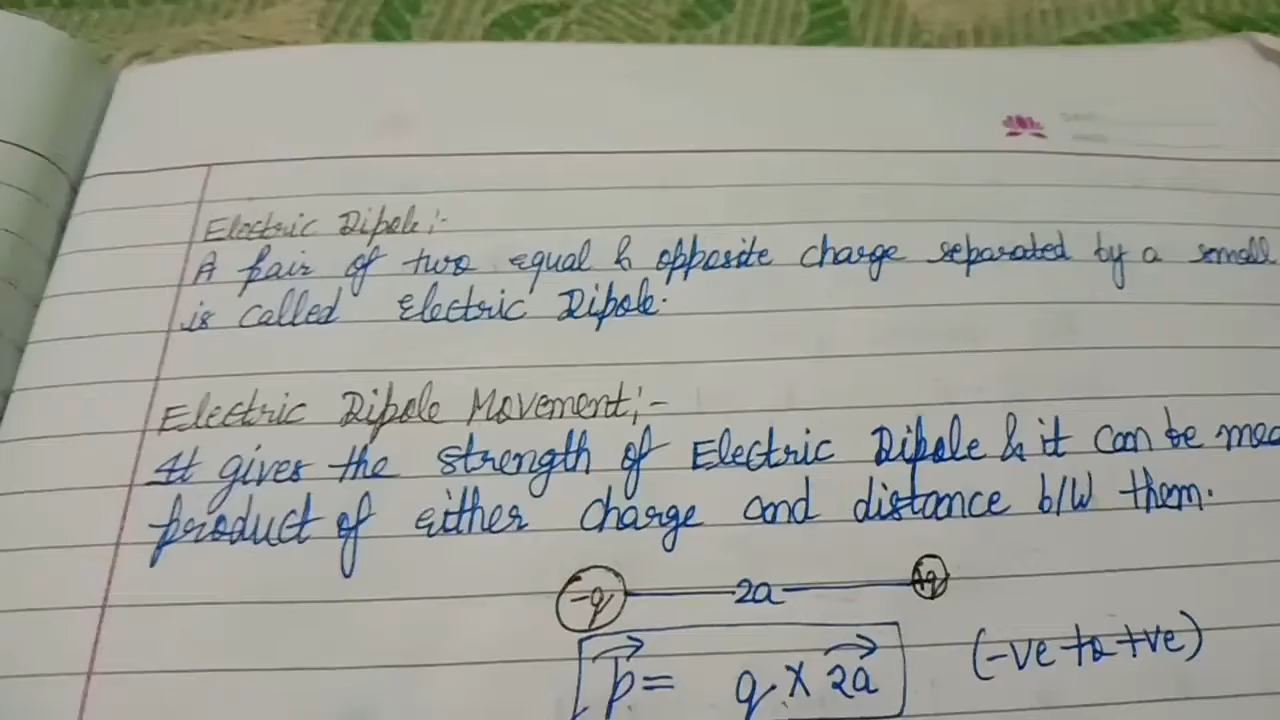 Electric Dipole :-
A pair of two equal & opposite charge separated by a small
is called Electric Dipole.
Electric Dipole Movement :-
It gives the strength of Electric Dipole & it can be mea
product of either charge and distance b/w them.
-q 2a +q
p⃗ = q × 2a⃗ (-ve to +ve)